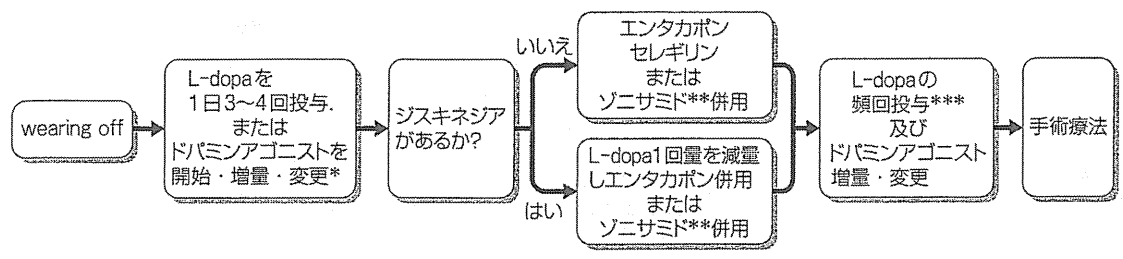 wearing off
L-dopaを
1日3~4回投与.
または
ドパミンアゴニストを
開始・増量・変更*
ジスキネジア
があるか?
いいえ
エンタカポン
セレギリン
または
ゾニサミド**併用
はい
L-dopa1回量を減量
しエンタカポン併用
または
ゾニサミド**併用
L-dopaの
頻回投与***
及び
ドパミンアゴニスト
増量・変更
手術療法